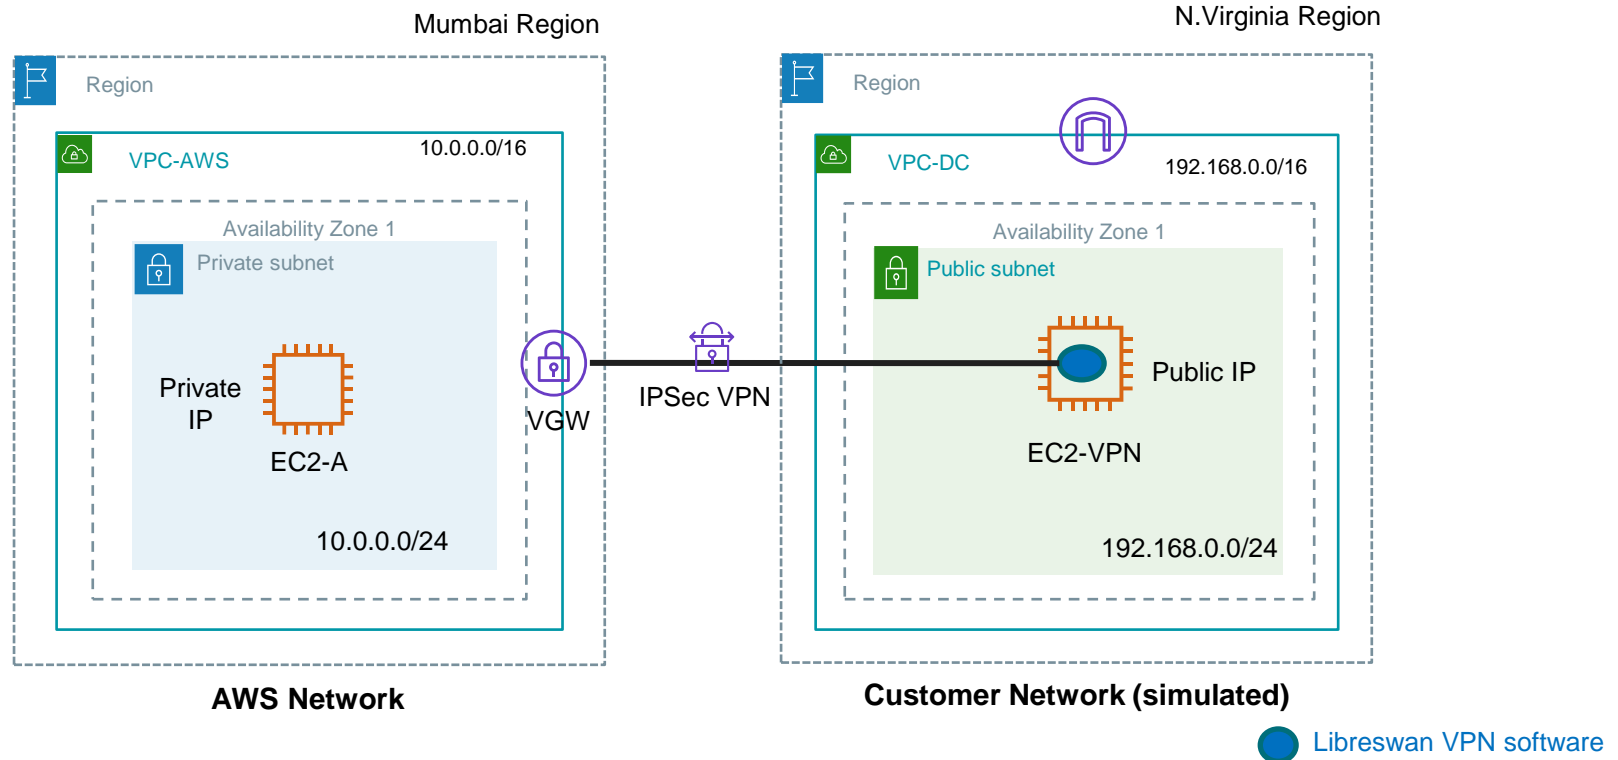 Mumbai Region
Region
VPC-AWS
10.0.0.0/16
Availability Zone 1
Private subnet
Private
IP
EC2-A
10.0.0.0/24
VGW
AWS Network
IPSec VPN
N.Virginia Region
Region
VPC-DC
192.168.0.0/16
Availability Zone 1
Public subnet
Public IP
EC2-VPN
192.168.0.0/24
Customer Network (simulated)
Libreswan VPN software